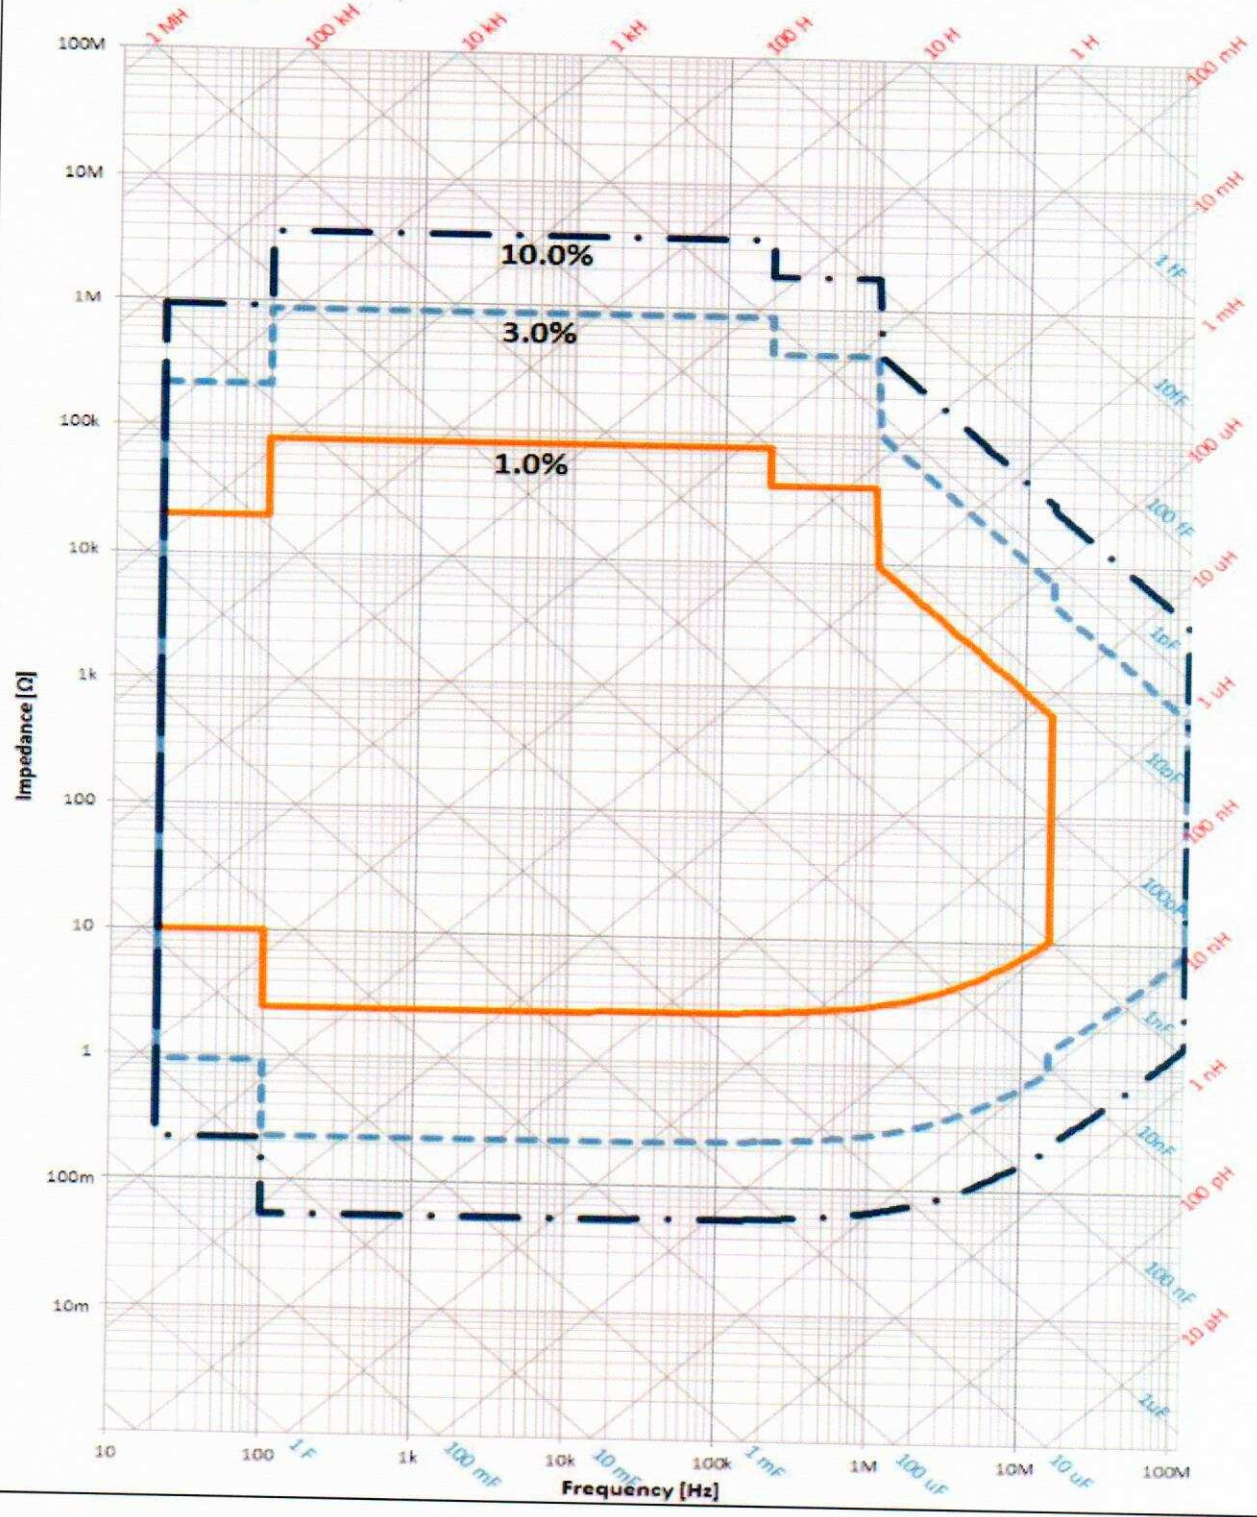 1 MH
100 kH
10 kH
1 kH
100 H
10 H
1 H
100 mH
10 mH
1 mH
100 uH
10 uH
1 uH
100 nH
10 nH
1 nH
100 pH
10 pH
100M
10M
1M
100k
10k
1k
100
10
1
100m
10m
Impedance [Ω]
10.0%
3.0%
1.0%
1 fF
10fF
100 fF
1pF
10pF
100pF
1nF
10nF
100 nF
1uF
10
100
1k
10k
100k
1M
10M
100M
1 F
100 mF
10 mF
1 mF
100 uF
10 uF
Frequency [Hz]